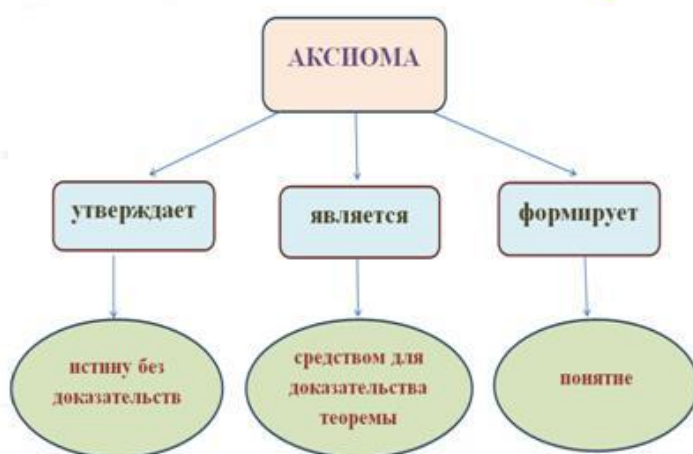 АКСИОМА
утверждает
является
формирует
истину без
доказательств
средством для
доказательства
теоремы
понятие